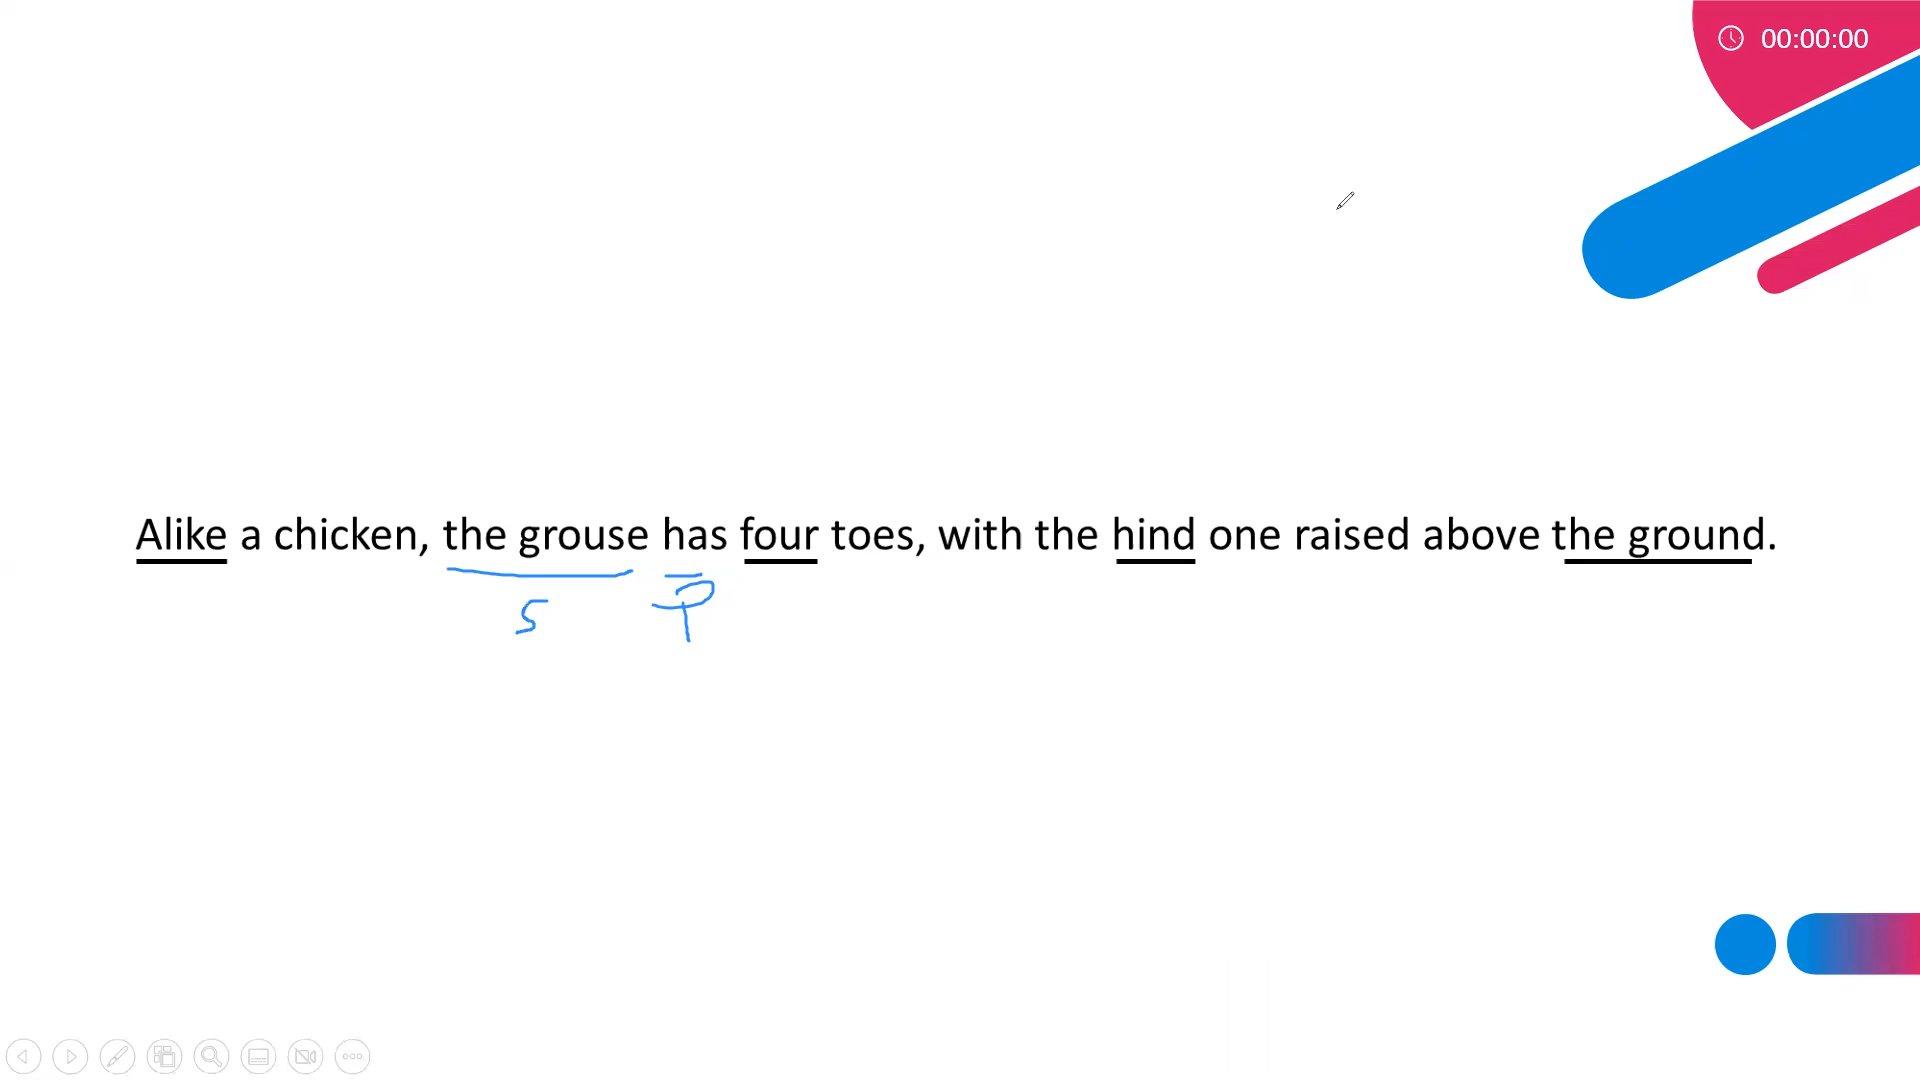 00:00:00
Alike a chicken, the grouse has four toes, with the hind one raised above the ground.
S P